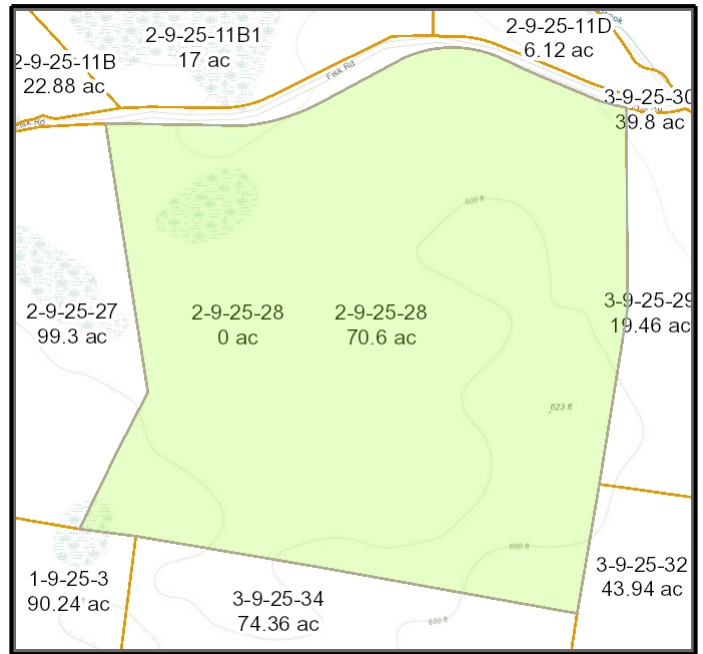 2-9-25-11B1
17 ac
2-9-25-11D
6.12 ac
2-9-25-11B
22.88 ac
Fisk Rd
3-9-25-30
39.8 ac
Rd
600 ft
2-9-25-27
99.3 ac
2-9-25-28
0 ac
2-9-25-28
70.6 ac
3-9-25-29
19.46 ac
623 ft
600 ft
1-9-25-3
90.24 ac
3-9-25-34
74.36 ac
3-9-25-32
43.94 ac
600 ft